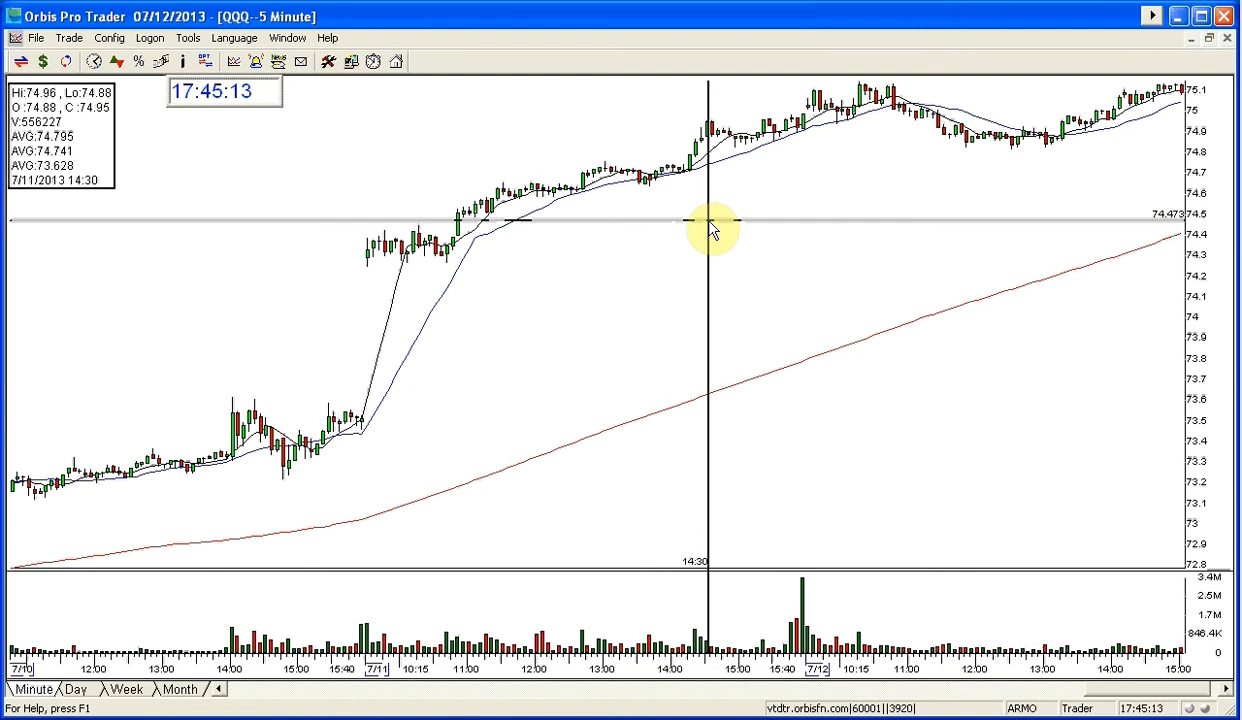 Orbis Pro Trader 07/12/2013 - [QQQ--5 Minute]
File Trade Config Logon Tools Language Window Help
17:45:13
Hi:74.96 , Lo:74.88
O :74.88 , C :74.95
V:556227
AVG:74.795
AVG:74.741
AVG:73.628
7/11/2013 14:30
75.1
75
74.9
74.8
74.7
74.6
74.473 74.5
74.4
74.3
74.2
74.1
74
73.9
73.8
73.7
73.6
73.5
73.4
73.3
73.2
73.1
73
72.9
72.8
14:30
3.4M
2.5M
1.7M
846.4K
0
7/10 12:00 13:00 14:00 15:00 15:40 7/11 10:15 11:00 12:00 13:00 14:00 15:00 15:40 7/12 10:15 11:00 12:00 13:00 14:00 15:00
Minute Day Week Month
For Help, press F1 vtdtr.orbisfn.com|60001||3920| ARMO Trader 17:45:13